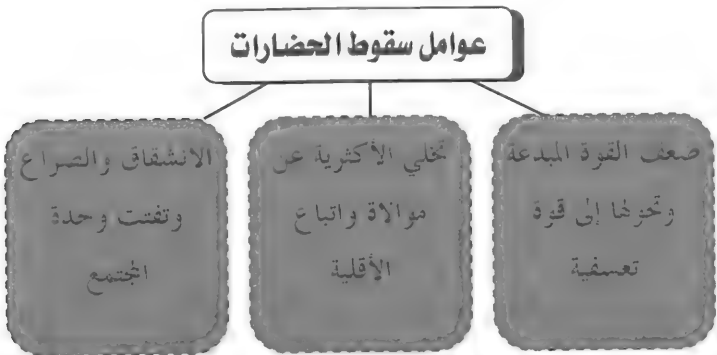 عوامل سقوط الحضارات
ضعف القوة المبدعة
وتحولها إلى قوة
تعسفية
تخلي الأكثرية عن
موالاة واتباع
الأقلية
الانشقاق والصراع
وتفتت وحدة
المجتمع